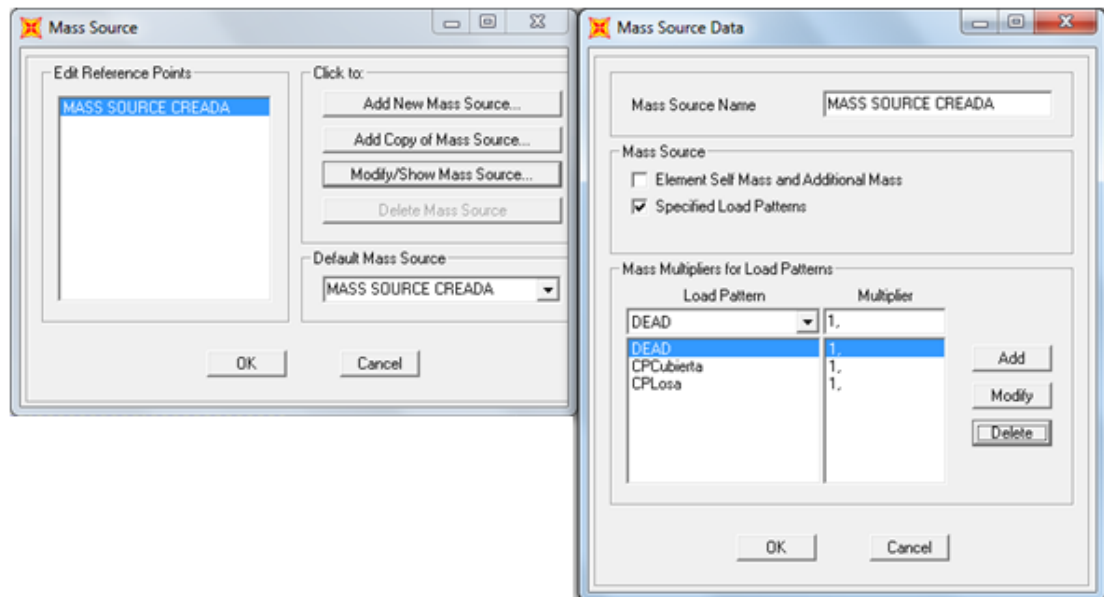 Mass Source
Edit Reference Points
MASS SOURCE CREADA
Click to:
Add New Mass Source...
Add Copy of Mass Source...
Modify/Show Mass Source...
Delete Mass Source
Default Mass Source
MASS SOURCE CREADA
OK Cancel
Mass Source Data
Mass Source Name MASS SOURCE CREADA
Mass Source
Element Self Mass and Additional Mass
Specified Load Patterns
Mass Multipliers for Load Patterns
Load Pattern Multiplier
DEAD 1,
DEAD 1,
CPCubierta 1,
CPLosa 1,
Add
Modify
Delete
OK Cancel